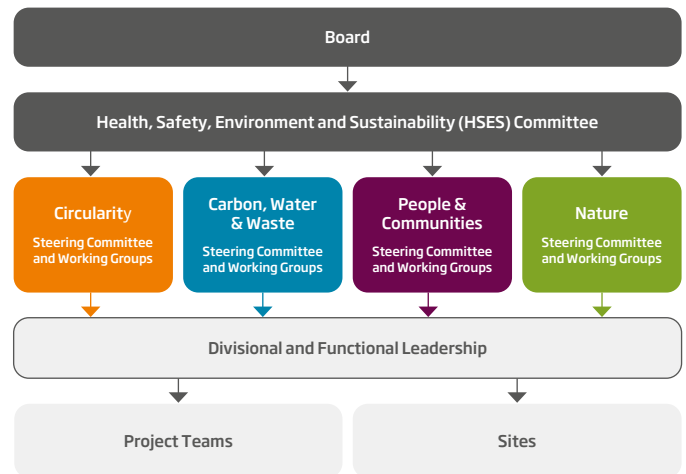 Board
Health, Safety, Environment and Sustainability (HSES) Committee
Circularity
Steering Committee
and Working Groups
Carbon, Water
& Waste
Steering Committee
and Working Groups
People &
Communities
Steering Committee
and Working Groups
Nature
Steering Committee
and Working Groups
Divisional and Functional Leadership
Project Teams
Sites